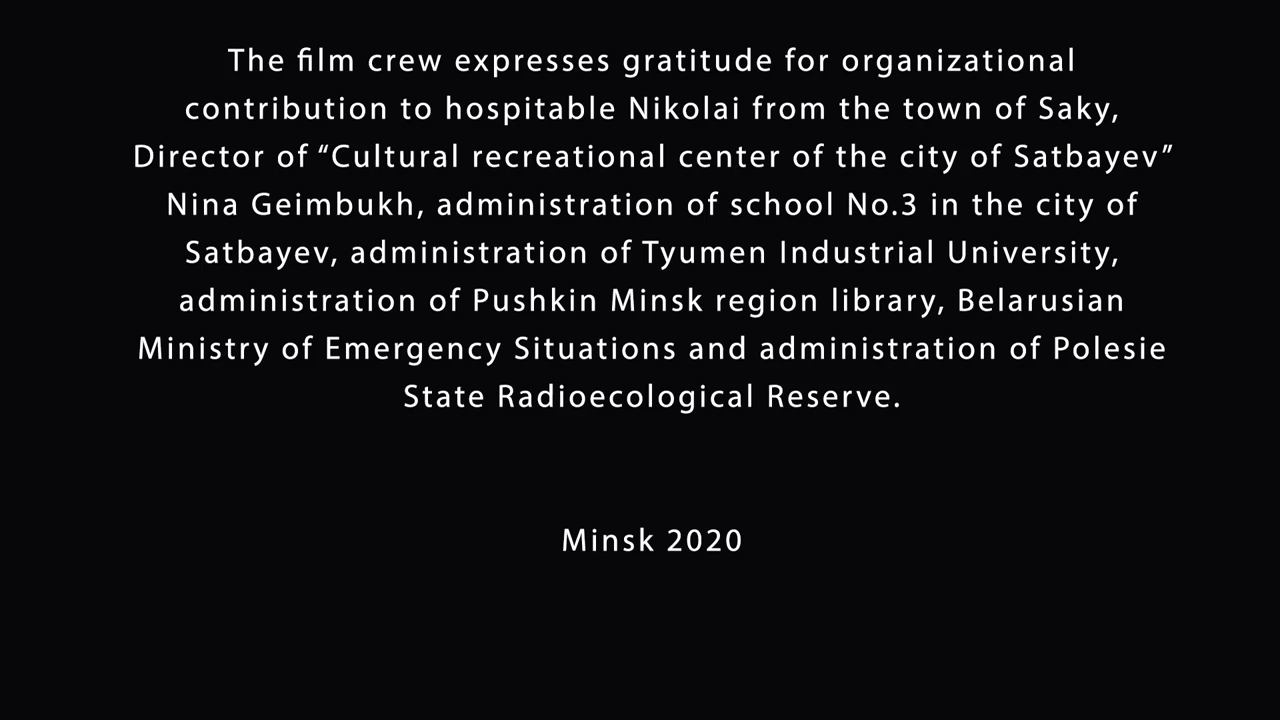 The film crew expresses gratitude for organizational
contribution to hospitable Nikolai from the town of Saky,
Director of “Cultural recreational center of the city of Satbayev”
Nina Geimbukh, administration of school No.3 in the city of
Satbayev, administration of Tyumen Industrial University,
administration of Pushkin Minsk region library, Belarusian
Ministry of Emergency Situations and administration of Polesie
State Radioecological Reserve.
Minsk 2020